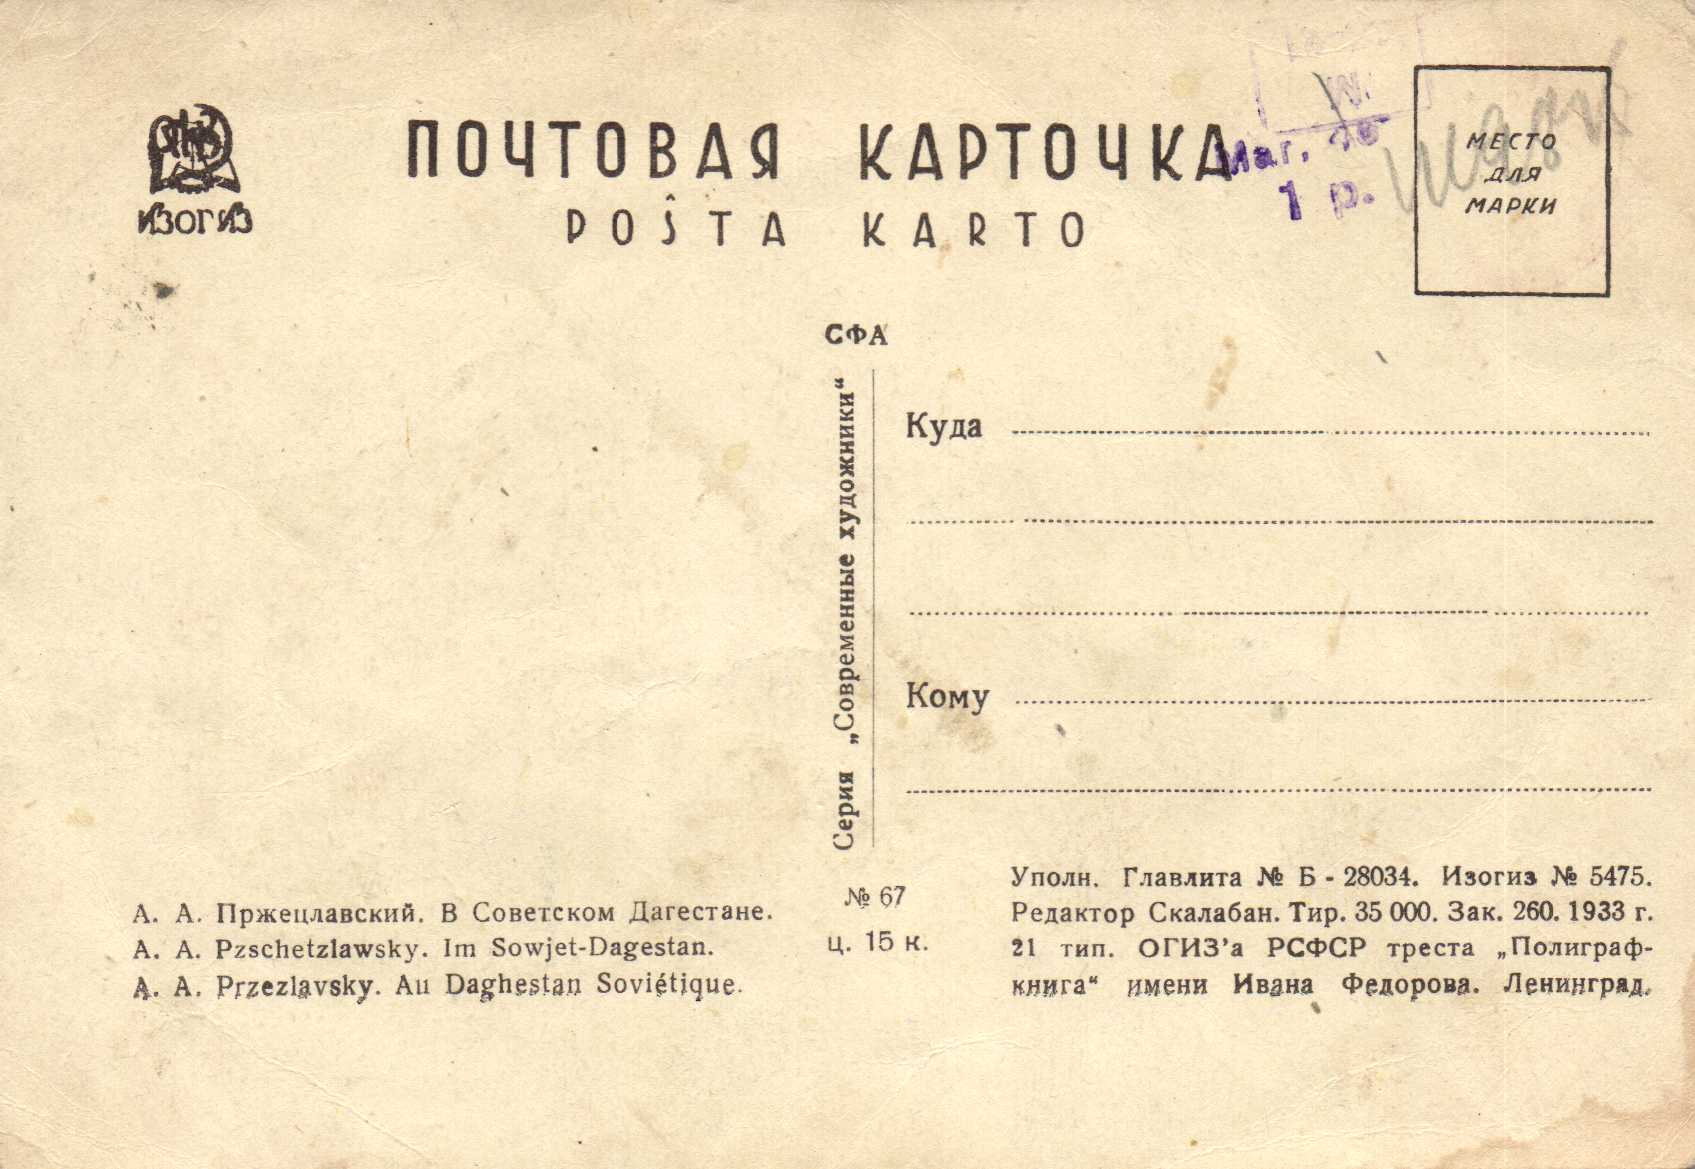 ИЗОГИЗ
ПОЧТОВАЯ КАРТОЧКА
POŜTA KARTO
Маг.
1 р.
МЕСТО
ДЛЯ
МАРКИ
СФА
Серия „Современные художники“
Куда
Кому
А. А. Пржецлавский. В Советском Дагестане.
A. A. Pzschetzlawsky. Im Sowjet-Dagestan.
A. A. Przezlavsky. Au Daghestan Soviétique.
№ 67
ц. 15 к.
Уполн. Главлита № Б - 28034. Изогиз № 5475.
Редактор Скалабан. Тир. 35 000. Зак. 260. 1933 г.
21 тип. ОГИЗ’а РСФСР треста „Полиграф-
книга“ имени Ивана Федорова. Ленинград.